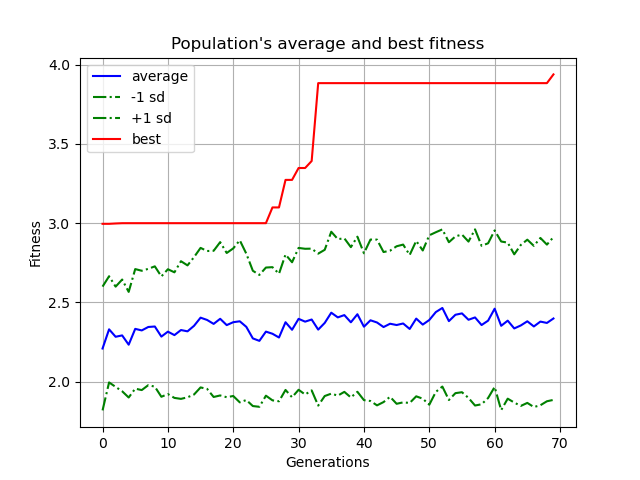 Population's average and best fitness
average
-1 sd
+1 sd
best
Fitness
4.0
3.5
3.0
2.5
2.0
0 10 20 30 40 50 60 70
Generations